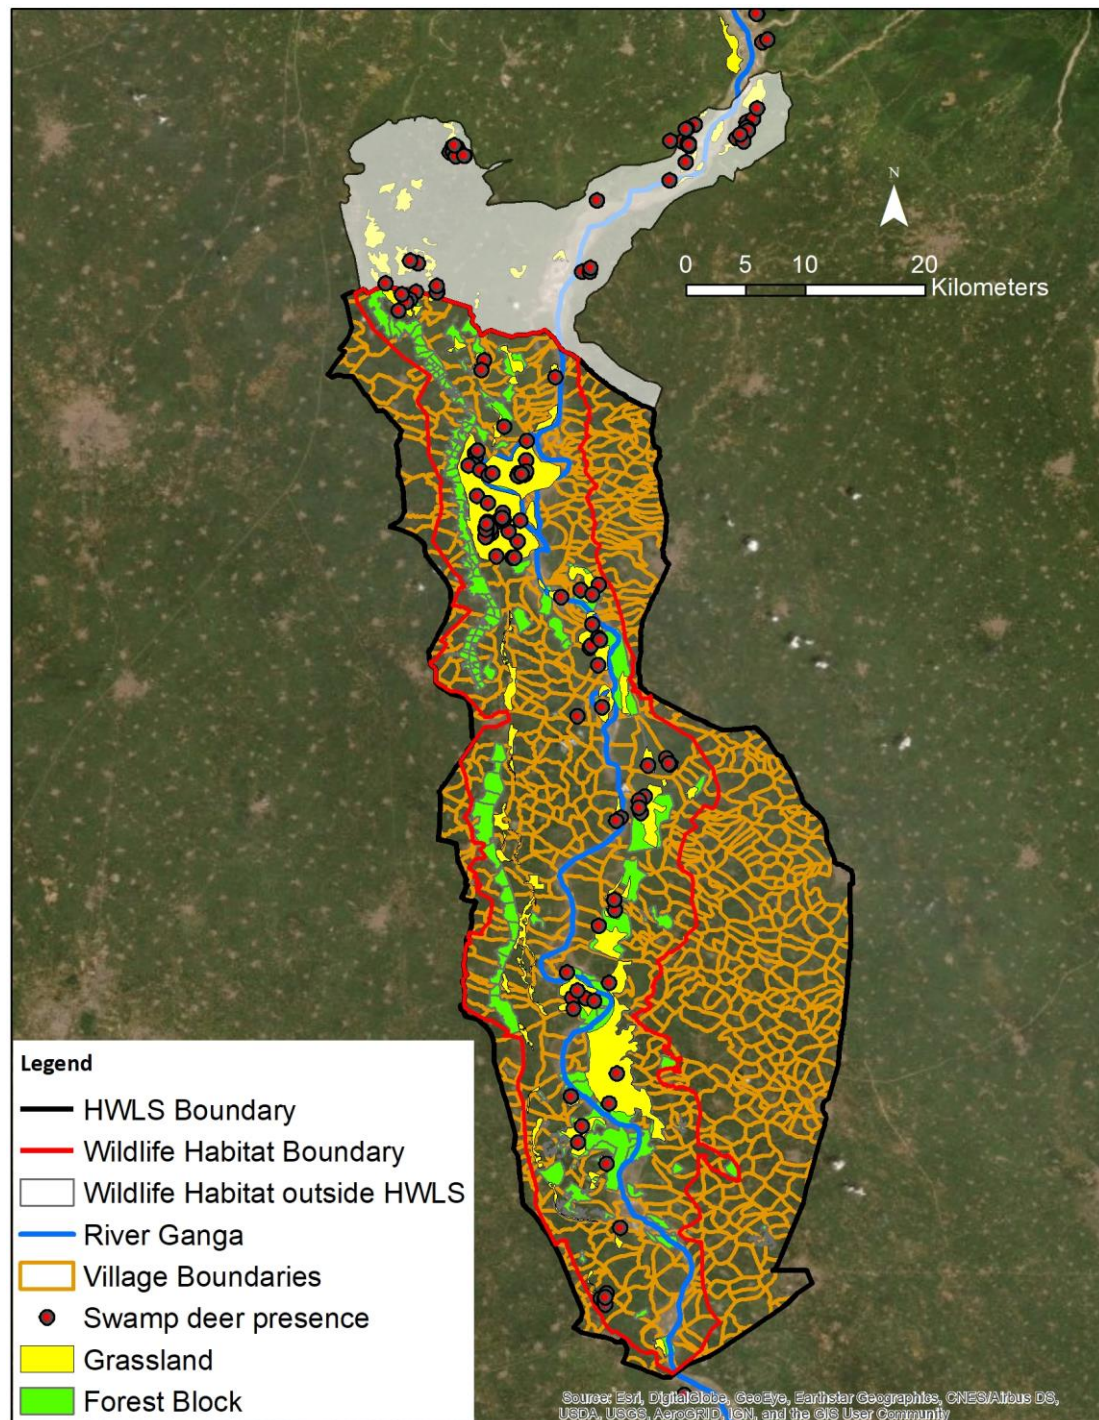 N
0 5 10 20
Kilometers
Legend
HWLS Boundary
Wildlife Habitat Boundary
Wildlife Habitat outside HWLS
River Ganga
Village Boundaries
Swamp deer presence
Grassland
Forest Block
Source: Esri, DigitalGlobe, GeoEye, Earthstar Geographics, CNES/Airbus DS,
USDA, USGS, AeroGRID, IGN, and the GIS User Community